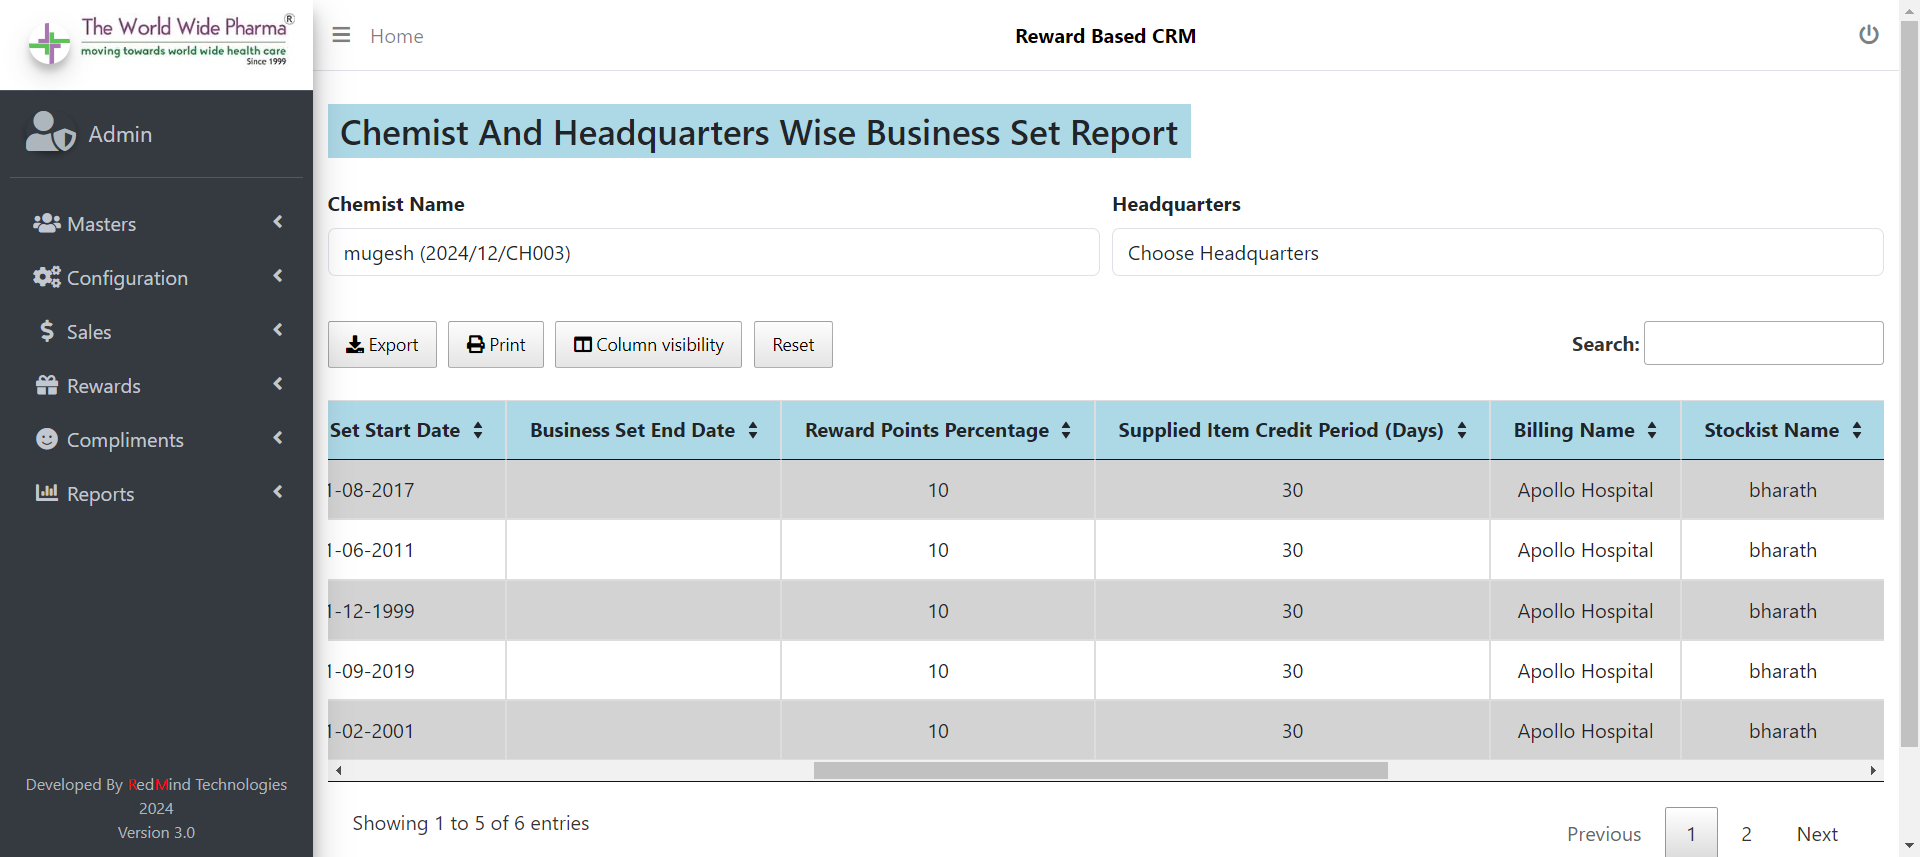 The World Wide Pharma®
moving towards world wide health care
Since 1999
Admin
Masters
Configuration
Sales
Rewards
Compliments
Reports
Developed By RedMind Technologies
2024
Version 3.0
Home
Reward Based CRM
Chemist And Headquarters Wise Business Set Report
Chemist Name
Headquarters
mugesh (2024/12/CH003)
Choose Headquarters
Export Print Column visibility Reset
Search:
Set Start Date Business Set End Date Reward Points Percentage Supplied Item Credit Period (Days) Billing Name Stockist Name
1-08-2017 10 30 Apollo Hospital bharath
1-06-2011 10 30 Apollo Hospital bharath
1-12-1999 10 30 Apollo Hospital bharath
1-09-2019 10 30 Apollo Hospital bharath
1-02-2001 10 30 Apollo Hospital bharath
Showing 1 to 5 of 6 entries
Previous 1 2 Next